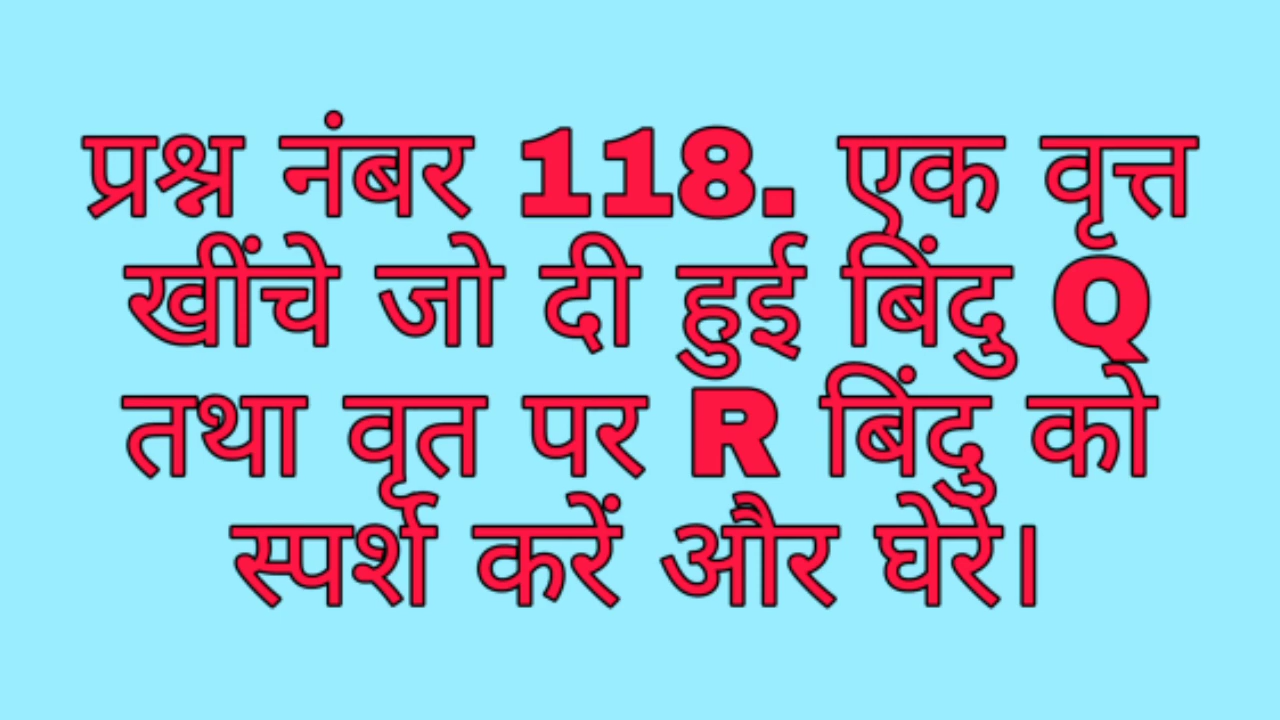 प्रश्न नंबर 118. एक वृत्त
खींचे जो दी हुई बिंदु Q
तथा वृत पर R बिंदु को
स्पर्श करें और घेरे।